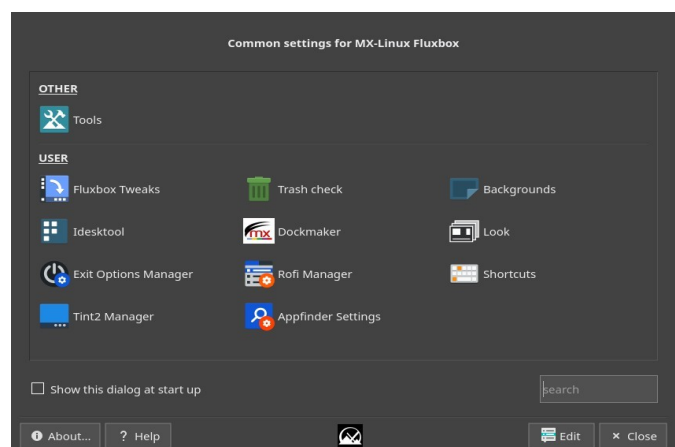 Common settings for MX-Linux Fluxbox
OTHER
Tools
USER
Fluxbox Tweaks
Trash check
Backgrounds
Idesktool
mx
Dockmaker
Look
Exit Options Manager
Rofi Manager
Shortcuts
Tint2 Manager
Appfinder Settings
Show this dialog at start up
search
About...
? Help
Edit
× Close